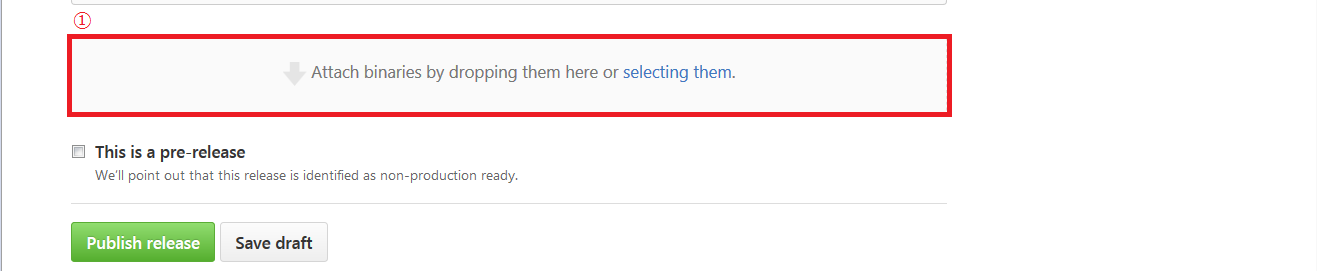 ①
Attach binaries by dropping them here or selecting them.
This is a pre-release
We'll point out that this release is identified as non-production ready.
Publish release Save draft